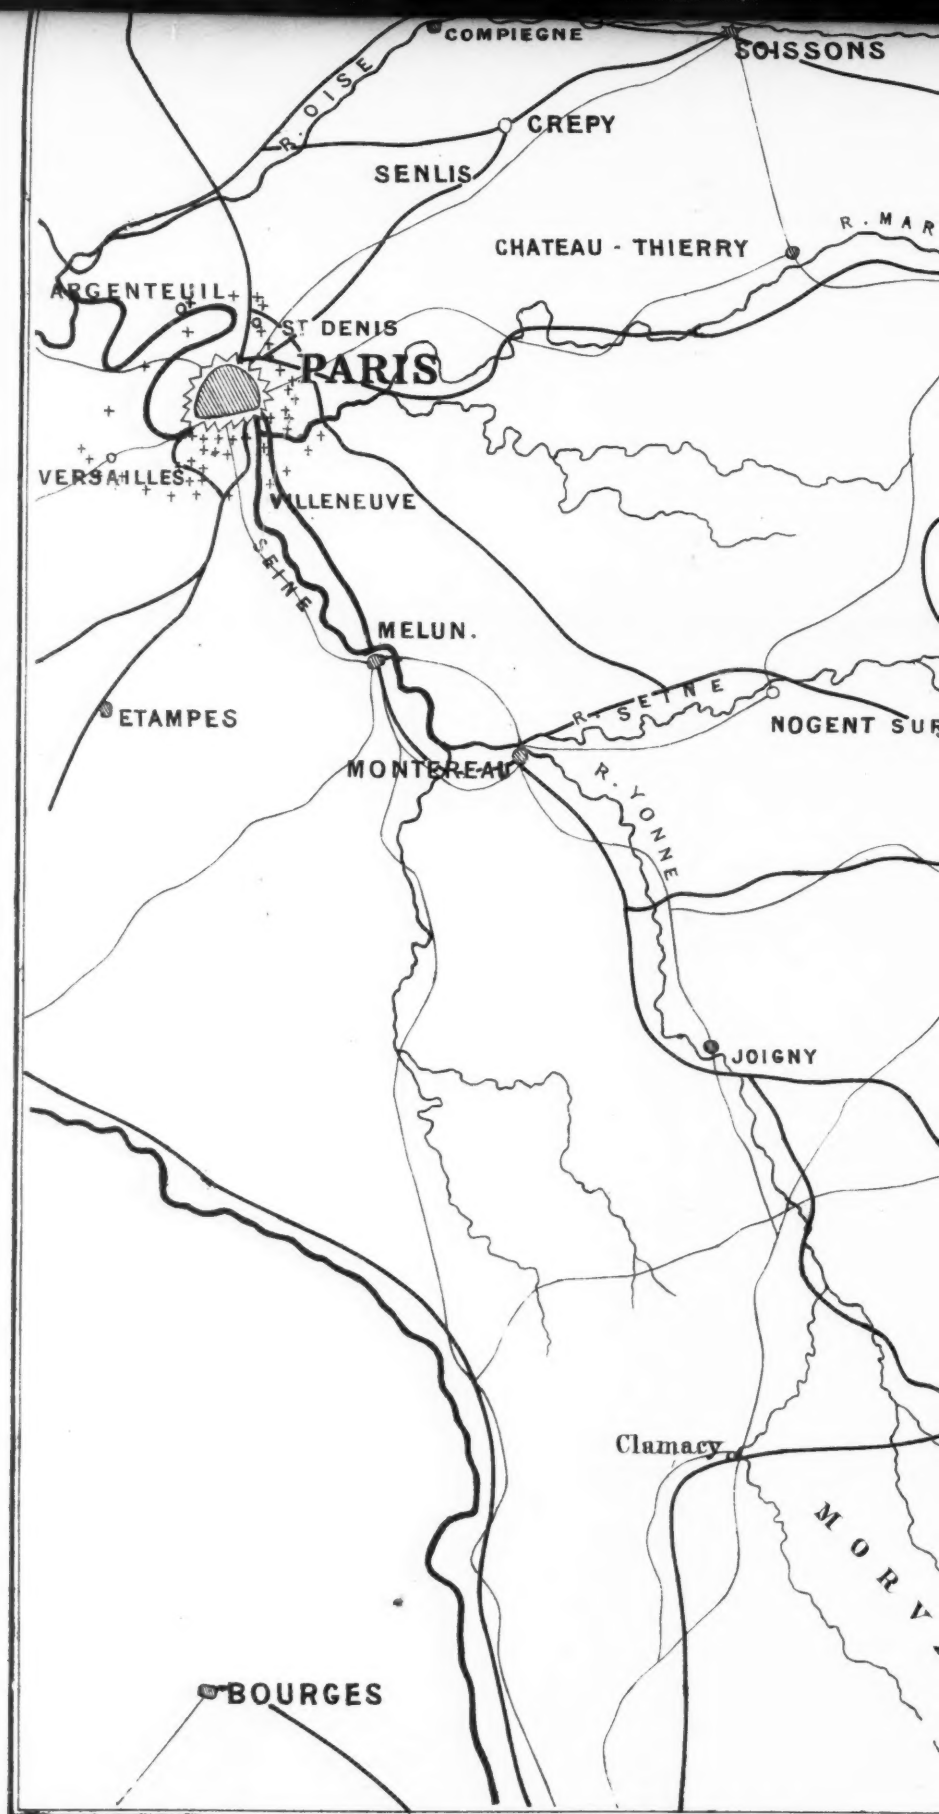 COMPIEGNE
SOISSONS
R. OISE
CREPY
SENLIS
R. MAR
CHATEAU - THIERRY
ARGENTEUIL
ST DENIS
PARIS
VERSAILLES
VILLENEUVE
SEINE
MELUN.
R. SEINE
ETAMPES
NOGENT SUR
MONTEREAU
R. YONNE
JOIGNY
Clamacy
MORV
BOURGES